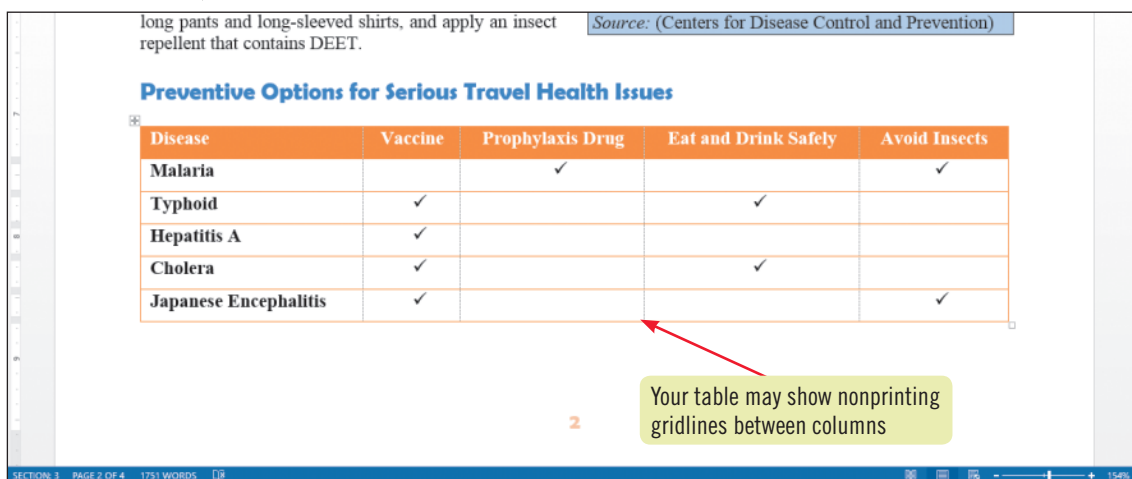 long pants and long-sleeved shirts, and apply an insect
repellent that contains DEET.
Source: (Centers for Disease Control and Prevention)
Preventive Options for Serious Travel Health Issues
Disease Vaccine Prophylaxis Drug Eat and Drink Safely Avoid Insects
Malaria ✓ ✓
Typhoid ✓ ✓
Hepatitis A ✓
Cholera ✓ ✓
Japanese Encephalitis ✓ ✓
Your table may show nonprinting
gridlines between columns
2
7
8
9
SECTION: 3 PAGE 2 OF 4 1751 WORDS 154%